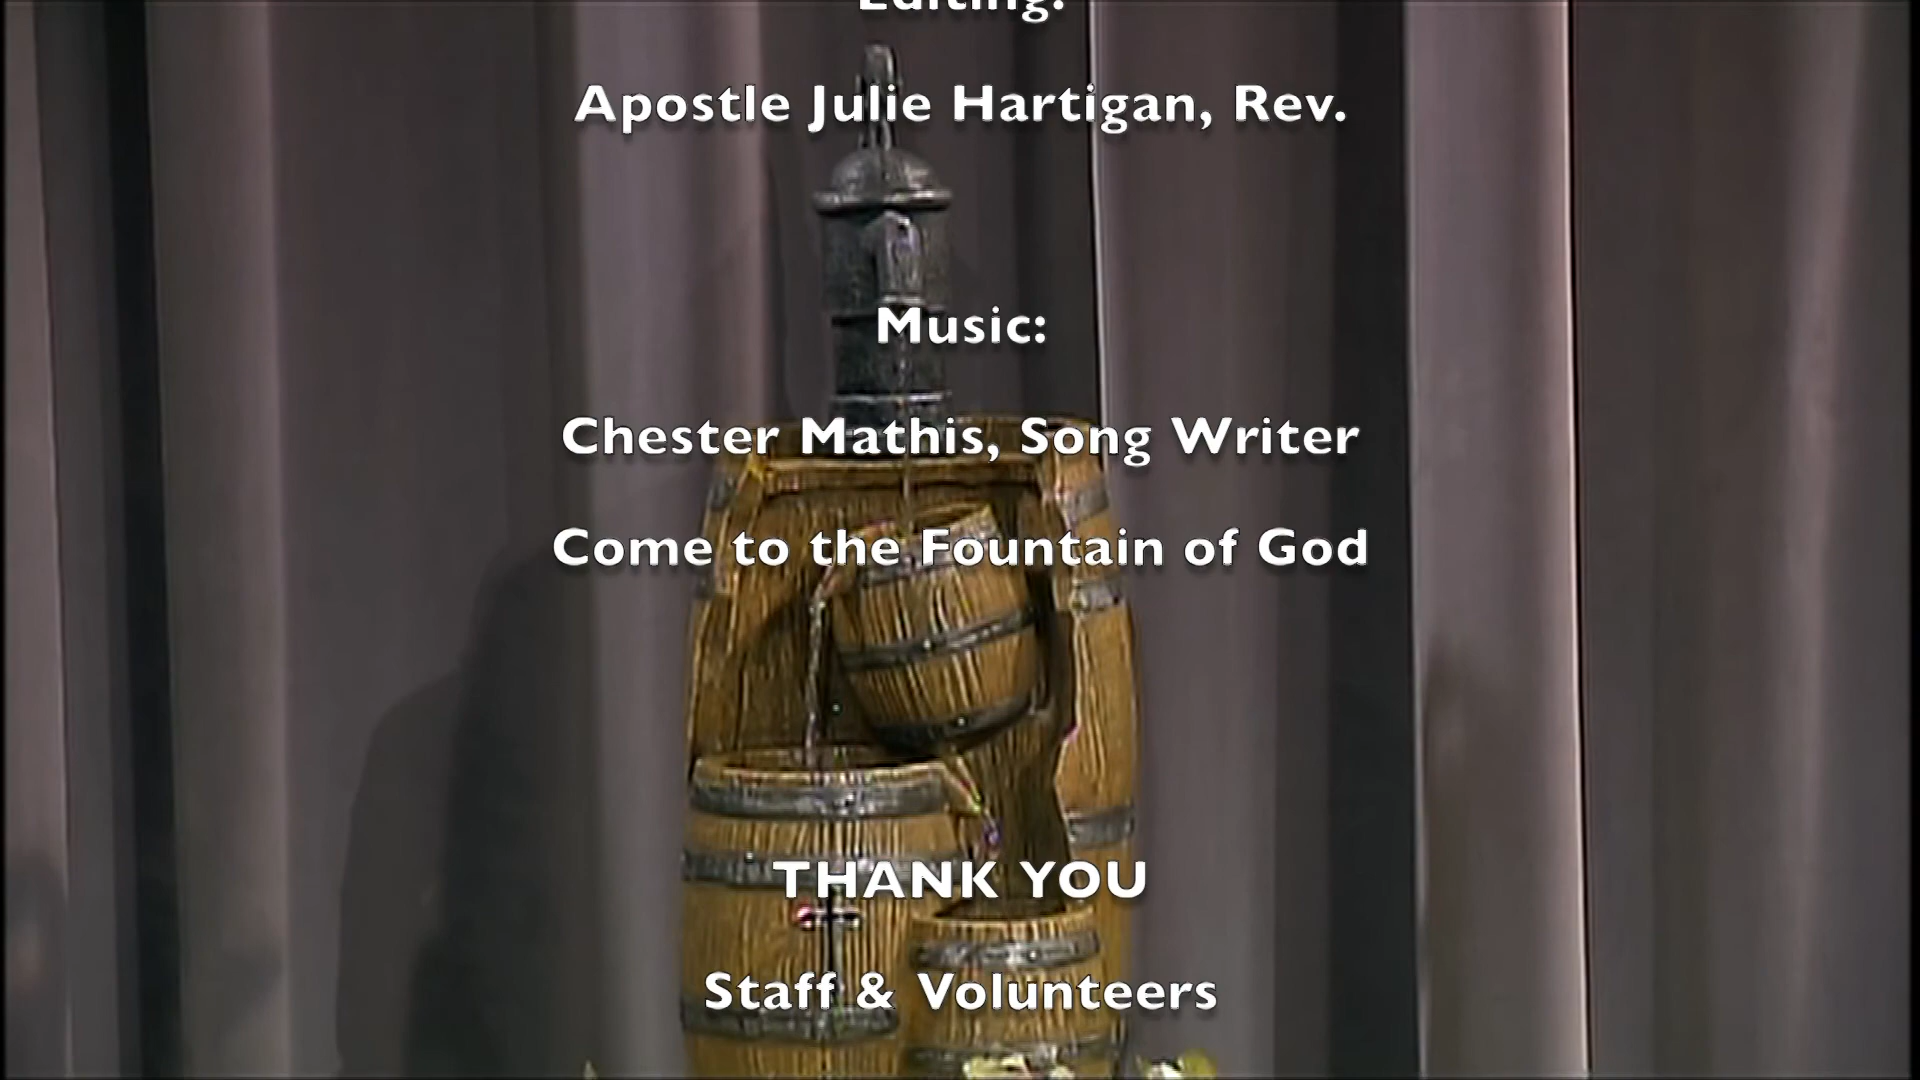 Editing:
Apostle Julie Hartigan, Rev.
Music:
Chester Mathis, Song Writer
Come to the Fountain of God
THANK YOU
Staff & Volunteers